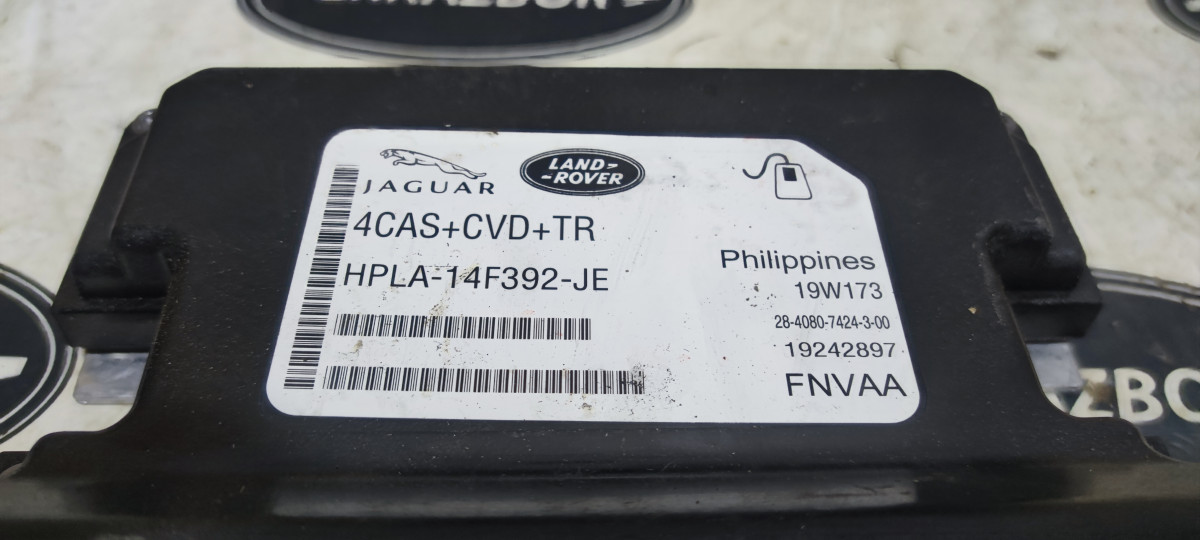 JAGUAR
LAND-
-ROVER
4CAS+CVD+TR
HPLA-14F392-JE
Philippines
19W173
28-4080-7424-3-00
19242897
FNVAA